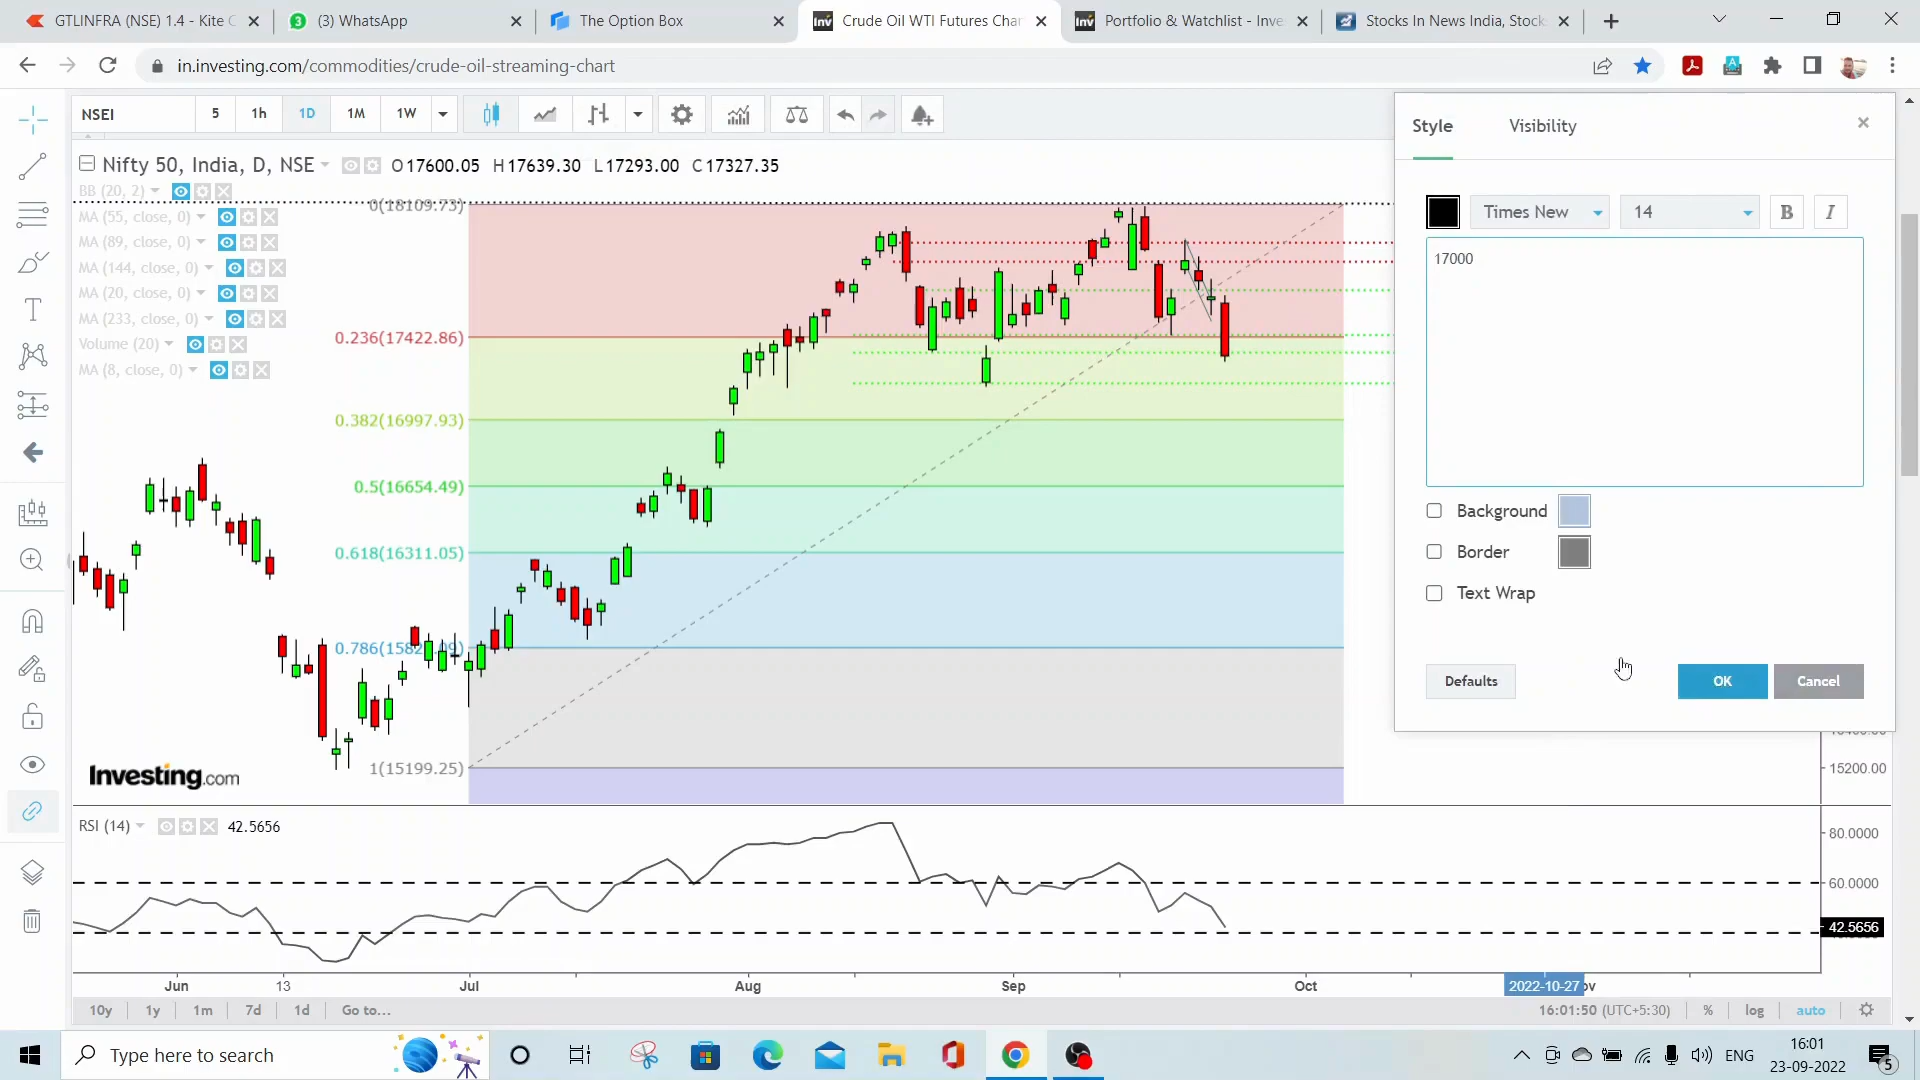 GTLINFRA (NSE) 1.4 - Kite C
(3) WhatsApp
The Option Box
Crude Oil WTI Futures Char
Portfolio & Watchlist - Inve
Stocks In News India, Stock
in.investing.com/commodities/crude-oil-streaming-chart
NSEI 5 1h 1D 1M 1W
Nifty 50, India, D, NSE O17600.05 H17639.30 L17293.00 C17327.35
BB (20, 2)
MA (55, close, 0)
MA (89, close, 0)
MA (144, close, 0)
MA (20, close, 0)
MA (233, close, 0)
Volume (20)
MA (8, close, 0)
0(18109.73)
0.236(17422.86)
0.382(16997.93)
0.5(16654.49)
0.618(16311.05)
1(15199.25)
Investing.com
15200.00
Style Visibility
Times New 14 B I
17000
Background
Border
Text Wrap
Defaults OK Cancel
RSI (14) 42.5656
80.0000
60.0000
42.5656
Jun 13 Jul Aug Sep Oct 2022-10-27
10y 1y 1m 7d 1d Go to... 16:01:50 (UTC+5:30) % log auto
Type here to search
ENG
16:01
23-09-2022
5